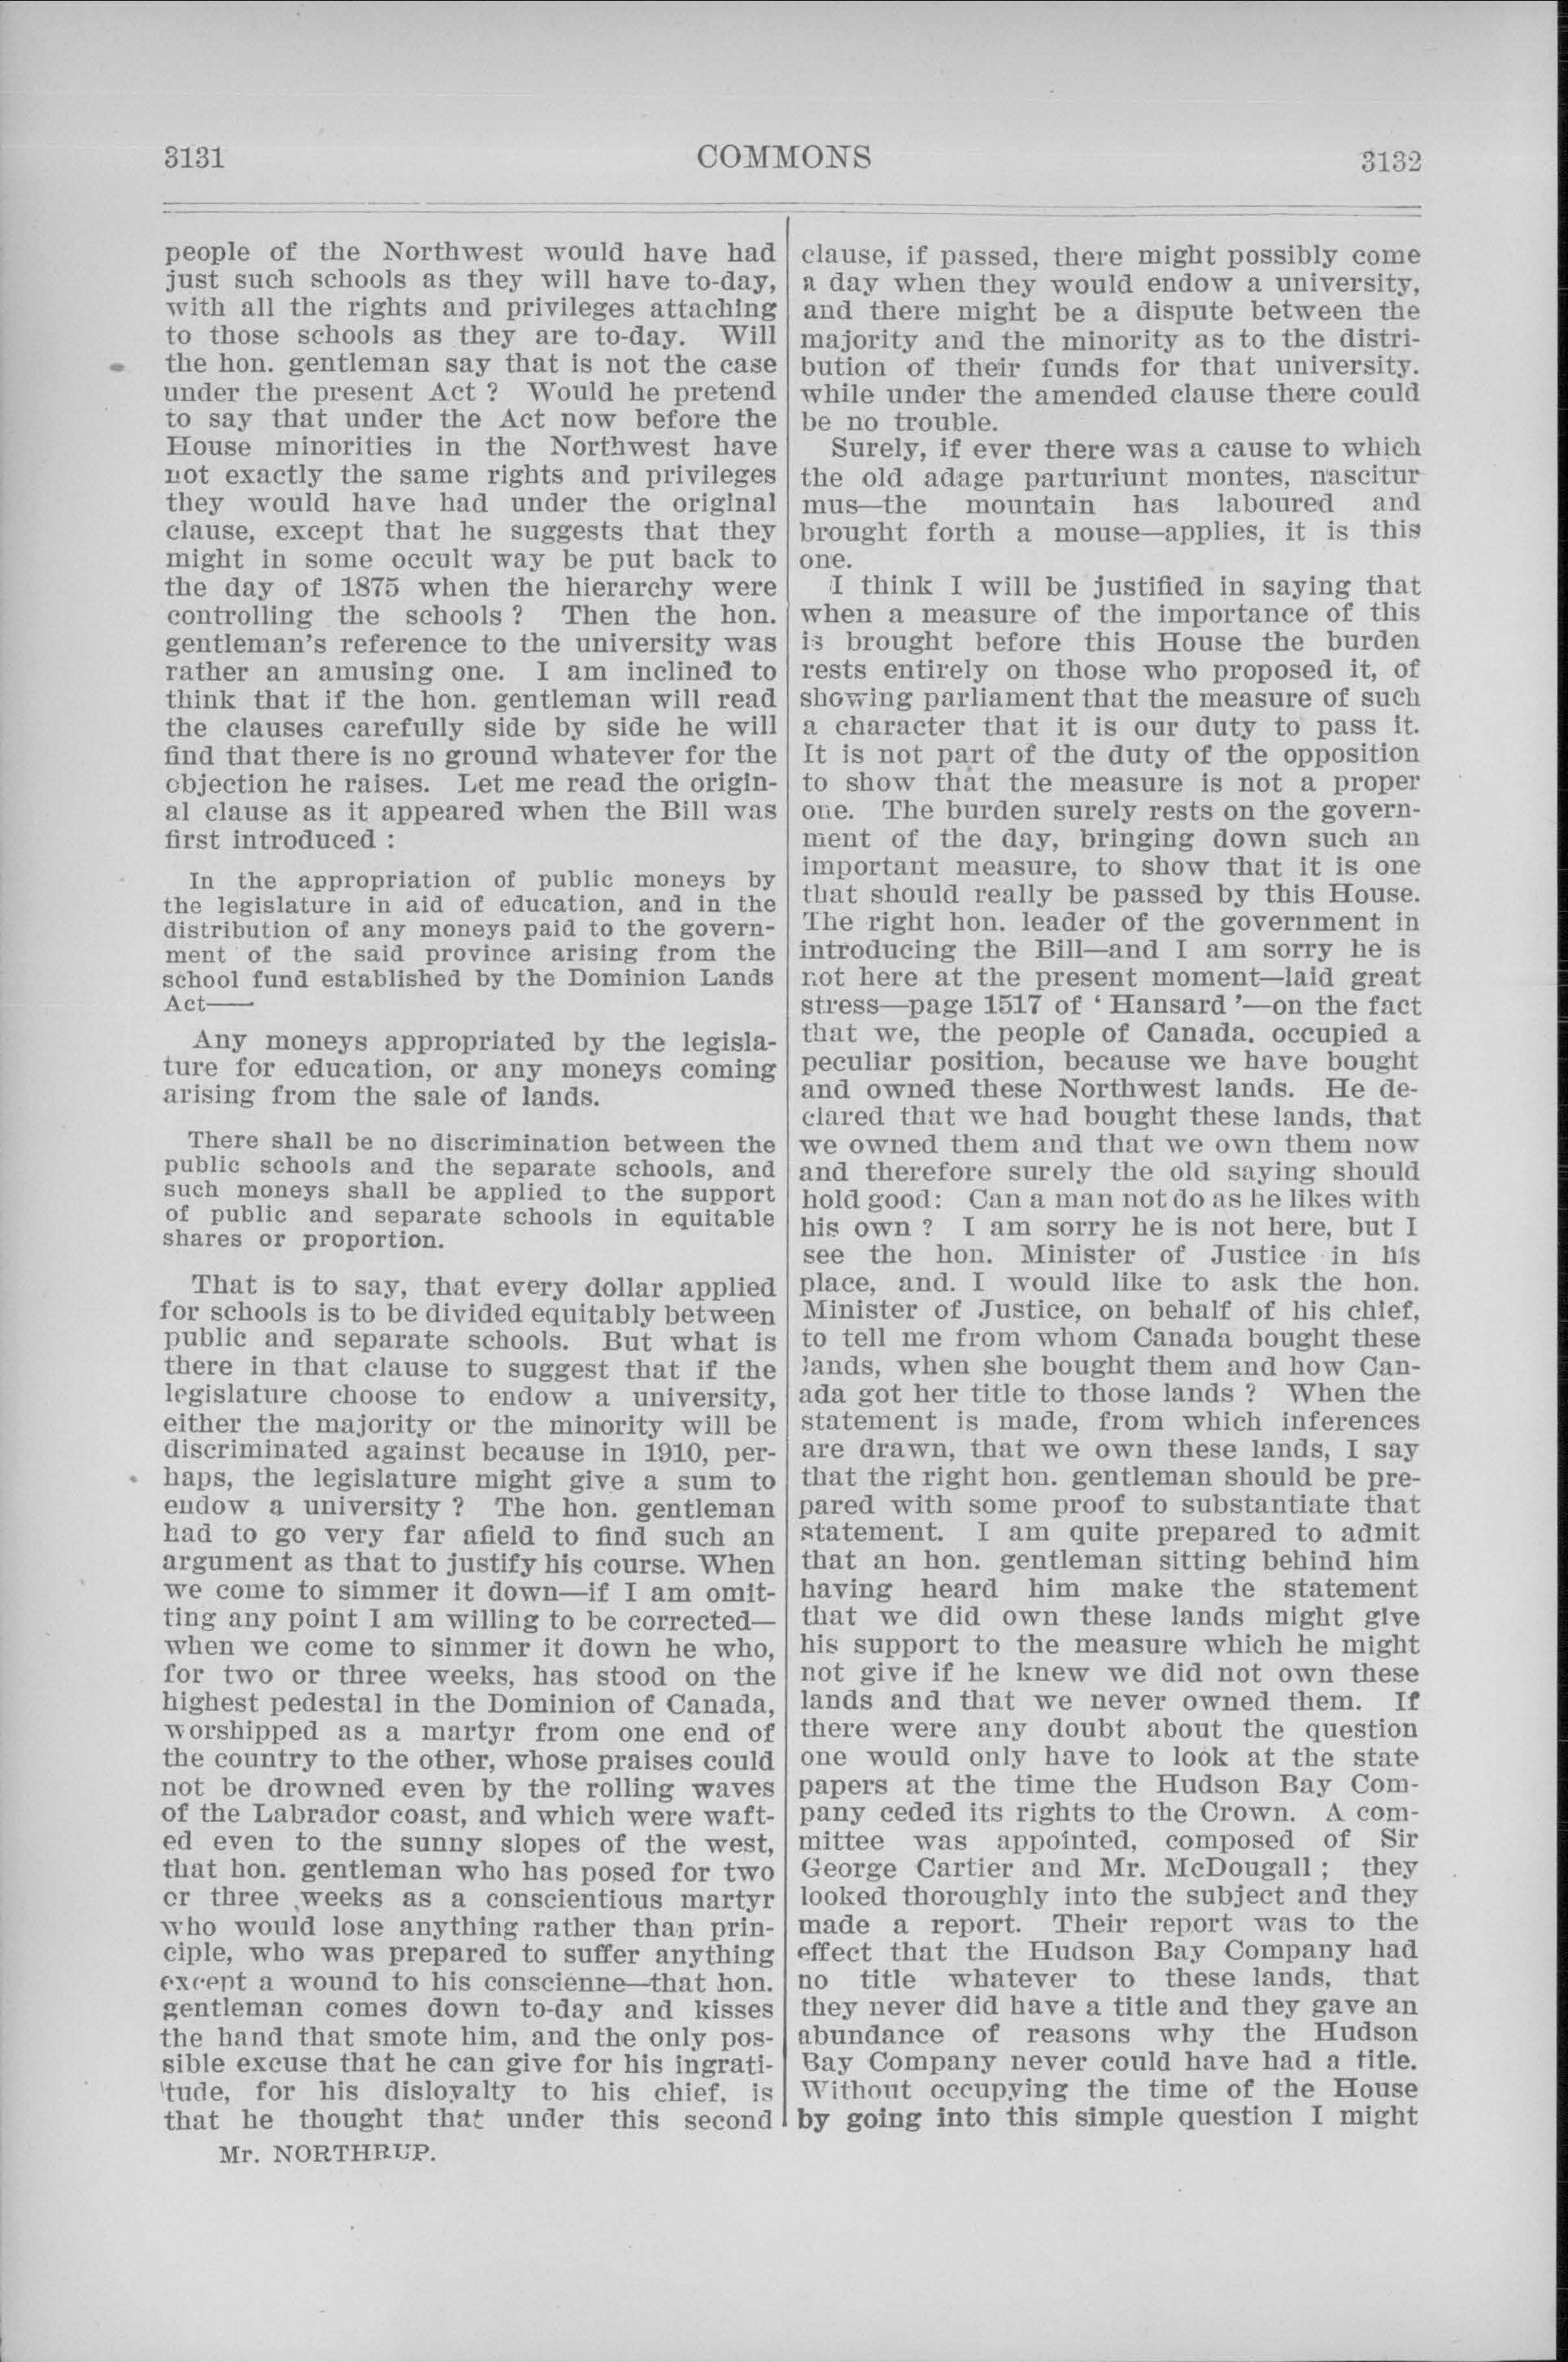 3131
COMMONS
3132
people of the Northwest would have had
just such schools as they will have to-day,
with all the rights and privileges attaching
to those schools as they are to-day. Will
the hon. gentleman say that is not the case
under the present Act ? Would he pretend
to say that under the Act now before the
House minorities in the Northwest have
not exactly the same rights and privileges
they would have had under the original
clause, except that he suggests that they
might in some occult way be put back to
the day of 1875 when the hierarchy were
controlling the schools ? Then the hon.
gentleman's reference to the university was
rather an amusing one. I am inclined to
think that if the hon. gentleman will read
the clauses carefully side by side he will
find that there is no ground whatever for the
objection he raises. Let me read the origin-
al clause as it appeared when the Bill was
first introduced :
In the appropriation of public moneys by
the legislature in aid of education, and in the
distribution of any moneys paid to the govern-
ment of the said province arising from the
school fund established by the Dominion Lands
Act——
Any moneys appropriated by the legisla-
ture for education, or any moneys coming
arising from the sale of lands.
There shall be no discrimination between the
public schools and the separate schools, and
such moneys shall be applied to the support
of public and separate schools in equitable
shares or proportion.
That is to say, that every dollar applied
for schools is to be divided equitably between
public and separate schools. But what is
there in that clause to suggest that if the
legislature choose to endow a university,
either the majority or the minority will be
discriminated against because in 1910, per-
haps, the legislature might give a sum to
endow a university ? The hon. gentleman
had to go very far afield to find such an
argument as that to justify his course. When
we come to simmer it down—if I am omit-
ting any point I am willing to be corrected—
when we come to simmer it down he who,
for two or three weeks, has stood on the
highest pedestal in the Dominion of Canada,
worshipped as a martyr from one end of
the country to the other, whose praises could
not be drowned even by the rolling waves
of the Labrador coast, and which were waft-
ed even to the sunny slopes of the west,
that hon. gentleman who has posed for two
or three weeks as a conscientious martyr
who would lose anything rather than prin-
ciple, who was prepared to suffer anything
except a wound to his conscienne—that hon.
gentleman comes down to-day and kisses
the hand that smote him, and the only pos-
sible excuse that he can give for his ingrati-
tude, for his disloyalty to his chief, is
that he thought that under this second
Mr. NORTHRUP.
clause, if passed, there might possibly come
a day when they would endow a university,
and there might be a dispute between the
majority and the minority as to the distri-
bution of their funds for that university.
while under the amended clause there could
be no trouble.
Surely, if ever there was a cause to which
the old adage parturiunt montes, nascitur
mus—the mountain has laboured and
brought forth a mouse—applies, it is this
one.
I think I will be justified in saying that
when a measure of the importance of this
is brought before this House the burden
rests entirely on those who proposed it, of
showing parliament that the measure of such
a character that it is our duty to pass it.
It is not part of the duty of the opposition
to show that the measure is not a proper
one. The burden surely rests on the govern-
ment of the day, bringing down such an
important measure, to show that it is one
that should really be passed by this House.
The right hon. leader of the government in
introducing the Bill—and I am sorry he is
not here at the present moment—laid great
stress—page 1517 of ' Hansard '—on the fact
that we, the people of Canada. occupied a
peculiar position, because we have bought
and owned these Northwest lands. He de-
clared that we had bought these lands, that
we owned them and that we own them now
and therefore surely the old saying should
hold good: Can a man not do as he likes with
his own ? I am sorry he is not here, but I
see the hon. Minister of Justice in his
place, and. I would like to ask the hon.
Minister of Justice, on behalf of his chief,
to tell me from whom Canada bought these
lands, when she bought them and how Can-
ada got her title to those lands ? When the
statement is made, from which inferences
are drawn, that we own these lands, I say
that the right hon. gentleman should be pre-
pared with some proof to substantiate that
statement. I am quite prepared to admit
that an hon. gentleman sitting behind him
having heard him make the statement
that we did own these lands might give
his support to the measure which he might
not give if he knew we did not own these
lands and that we never owned them. If
there were any doubt about the question
one would only have to look at the state
papers at the time the Hudson Bay Com-
pany ceded its rights to the Crown. A com-
mittee was appointed, composed of Sir
George Cartier and Mr. McDougall ; they
looked thoroughly into the subject and they
made a report. Their report was to the
effect that the Hudson Bay Company had
no title whatever to these lands, that
they never did have a title and they gave an
abundance of reasons why the Hudson
Bay Company never could have had a title.
Without occupying the time of the House
by going into this simple question I might